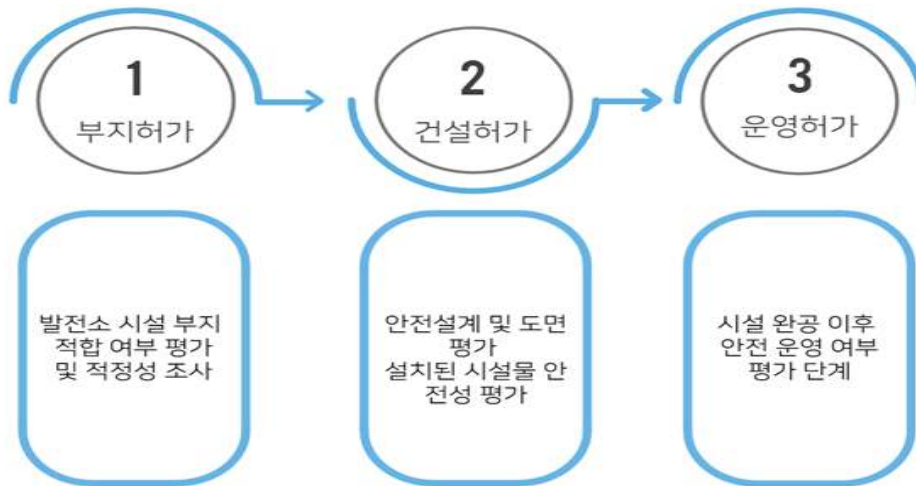 1
부지허가
2
건설허가
3
운영허가
발전소 시설 부지
적합 여부 평가
및 적정성 조사
안전설계 및 도면
평가
설치된 시설물 안
전성 평가
시설 완공 이후
안전 운영 여부
평가 단계